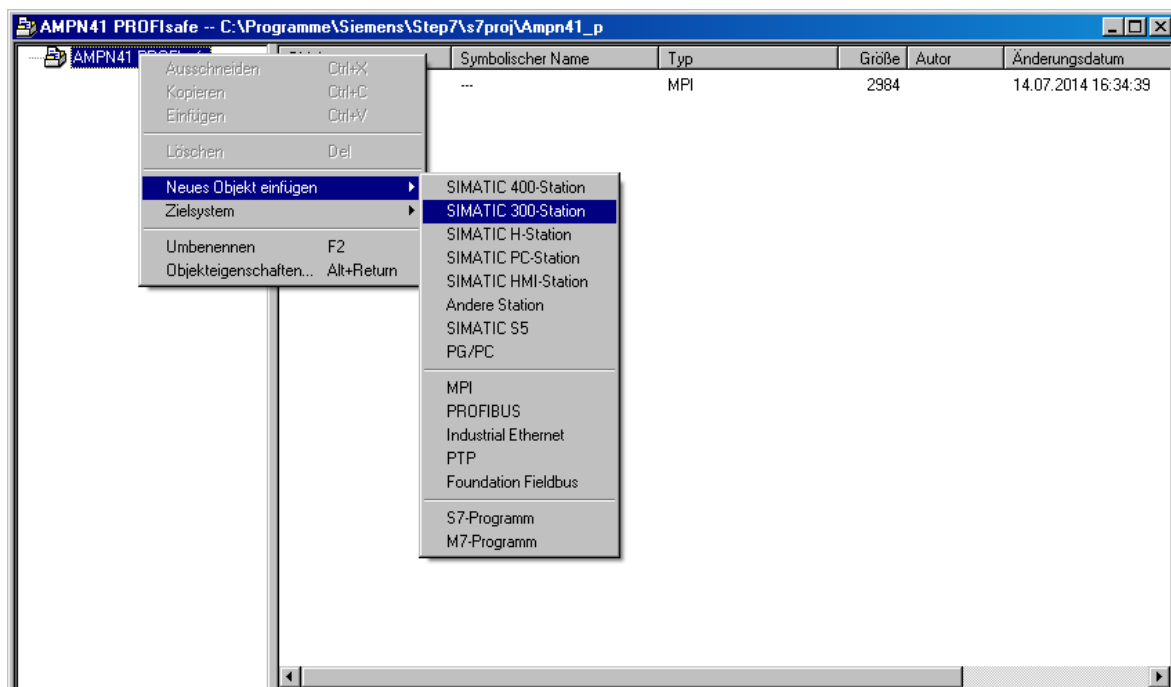 AMPN41 PROFIsafe -- C:\Programme\Siemens\Step7\s7proj\Ampn41_p
AMPN41
Symbolischer Name Typ Größe Autor Änderungsdatum
--- MPI 2984 14.07.2014 16:34:39
Ausschneiden Ctrl+X
Kopieren Ctrl+C
Einfügen Ctrl+V
Löschen Del
Neues Objekt einfügen
Zielsystem
Umbenennen F2
Objekteigenschaften... Alt+Return
SIMATIC 400-Station
SIMATIC 300-Station
SIMATIC H-Station
SIMATIC PC-Station
SIMATIC HMI-Station
Andere Station
SIMATIC S5
PG/PC
MPI
PROFIBUS
Industrial Ethernet
PTP
Foundation Fieldbus
S7-Programm
M7-Programm